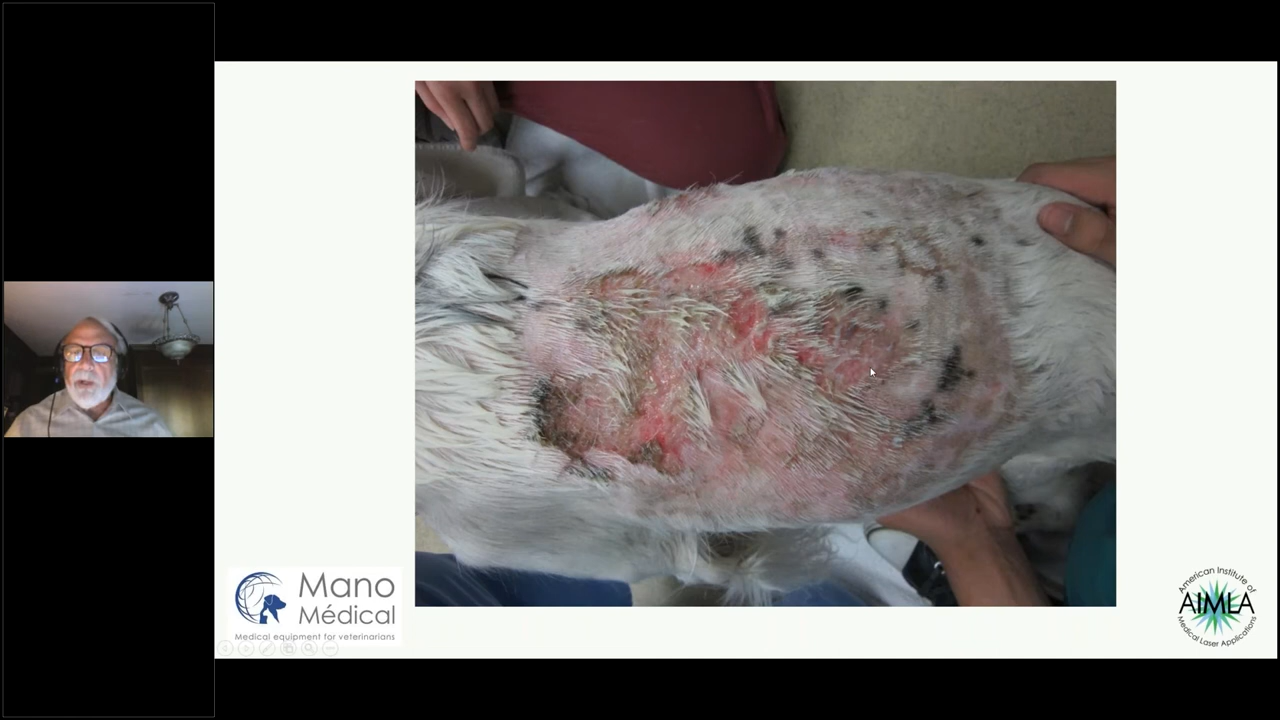 Mano
Médical
Medical equipment for veterinarians
American Institute of
AIMLA
Medical Laser Applications